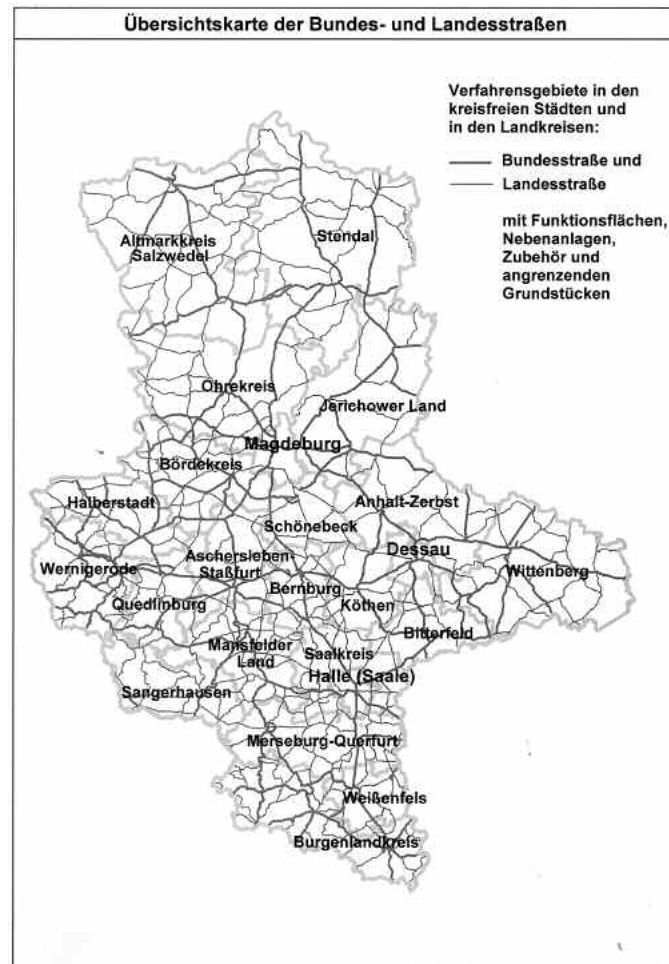 Übersichtskarte der Bundes- und Landesstraßen
Verfahrensgebiete in den
kreisfreien Städten und
in den Landkreisen:
Bundesstraße und
Landesstraße
mit Funktionsflächen,
Nebenanlagen,
Zubehör und
angrenzenden
Grundstücken
Altmarkkreis
Salzwedel
Stendal
Ohrekreis
Jerichower Land
Magdeburg
Bördekreis
Halberstadt
Anhalt-Zerbst
Schönebeck
Wernigerode
Aschersleben-
Staßfurt
Dessau
Wittenberg
Bernburg
Quedlinburg
Köthen
Bitterfeld
Mansfelder
Land
Saalkreis
Halle (Saale)
Sangerhausen
Merseburg-Querfurt
Weißenfels
Burgenlandkreis